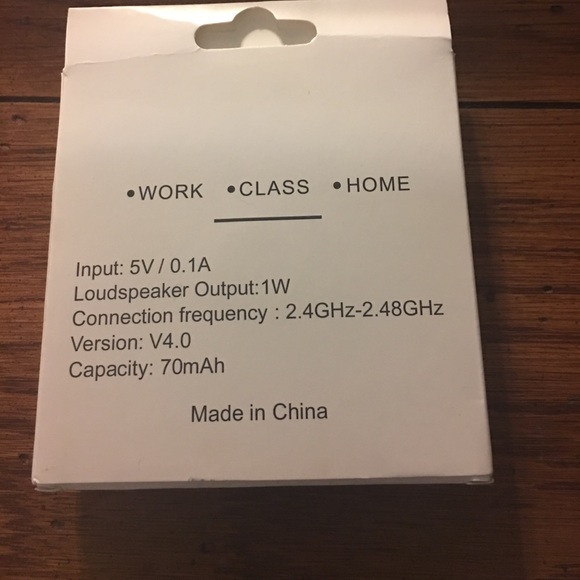 •WORK •CLASS •HOME
Input: 5V / 0.1A
Loudspeaker Output:1W
Connection frequency : 2.4GHz-2.48GHz
Version: V4.0
Capacity: 70mAh
Made in China